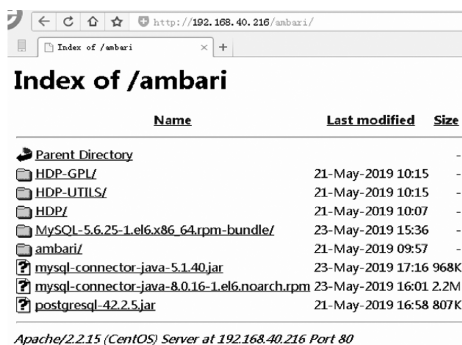 http://192.168.40.216/ambari/
Index of /ambari × +
Index of /ambari
Name Last modified Size
Parent Directory -
HDP-GPL/ 21-May-2019 10:15 -
HDP-UTILS/ 21-May-2019 10:15 -
HDP/ 21-May-2019 10:07 -
MySQL-5.6.25-1.el6.x86_64.rpm-bundle/ 23-May-2019 15:36 -
ambari/ 21-May-2019 09:57 -
mysql-connector-java-5.1.40.jar 23-May-2019 17:16 968K
mysql-connector-java-8.0.16-1.el6.noarch.rpm 23-May-2019 16:01 2.2M
postgresql-42.2.5.jar 21-May-2019 16:58 807K
Apache/2.2.15 (CentOS) Server at 192.168.40.216 Port 80